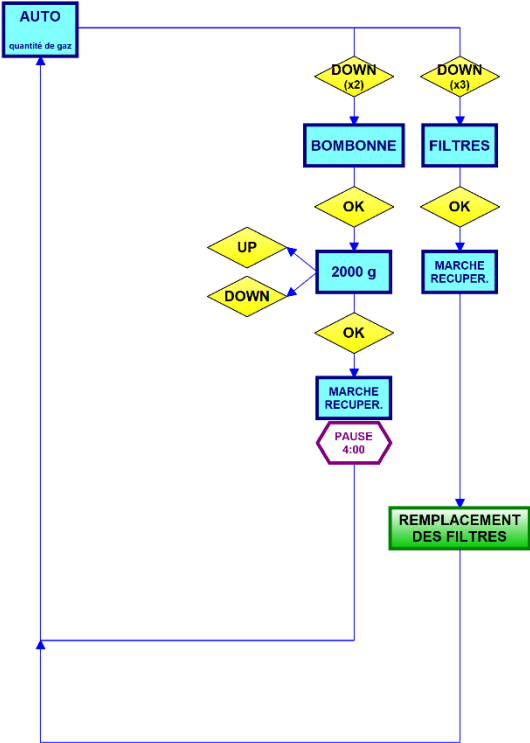 AUTO
quantité de gaz
DOWN
(x2)
DOWN
(x3)
BOMBONNE
FILTRES
OK
OK
UP
2000 g
MARCHE
RECUPER.
DOWN
OK
MARCHE
RECUPER.
PAUSE
4:00
REMPLACEMENT
DES FILTRES